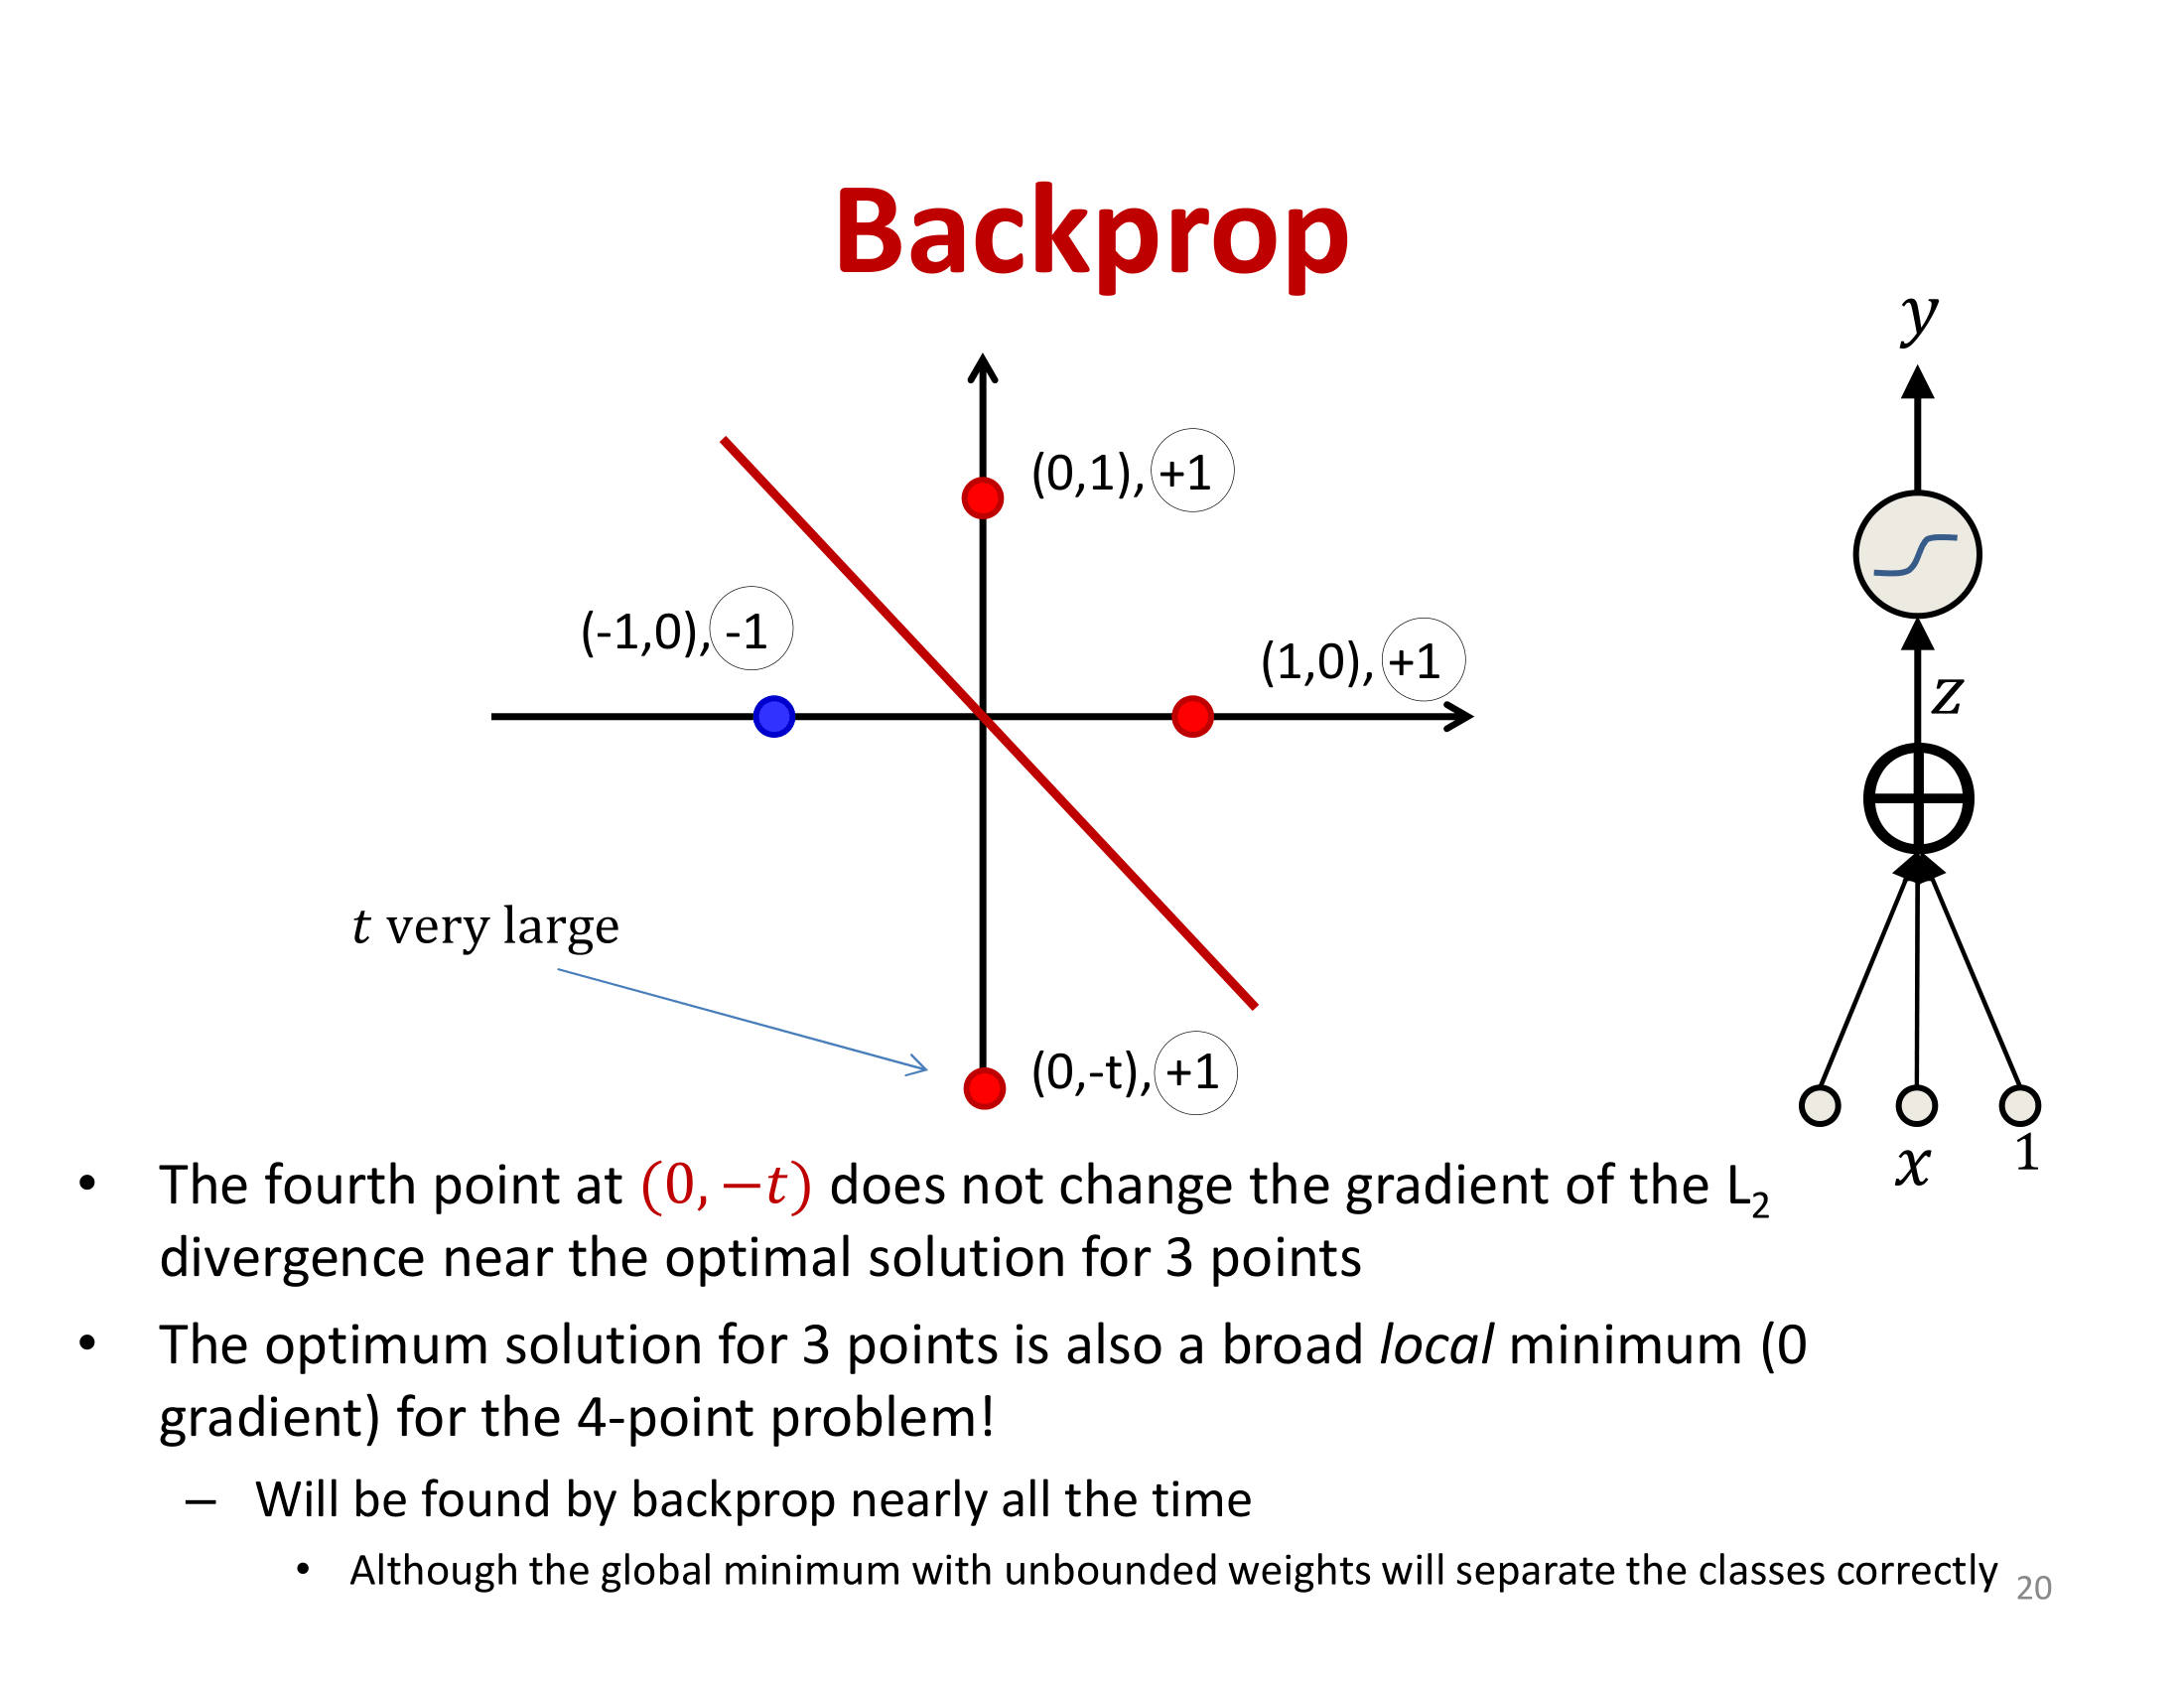 Backprop
y
(0,1), +1
(-1,0), -1
(1,0), +1
z
t very large
(0,-t), +1
x
1
• The fourth point at (0, −t) does not change the gradient of the L₂
divergence near the optimal solution for 3 points
• The optimum solution for 3 points is also a broad local minimum (0
gradient) for the 4-point problem!
– Will be found by backprop nearly all the time
• Although the global minimum with unbounded weights will separate the classes correctly
20